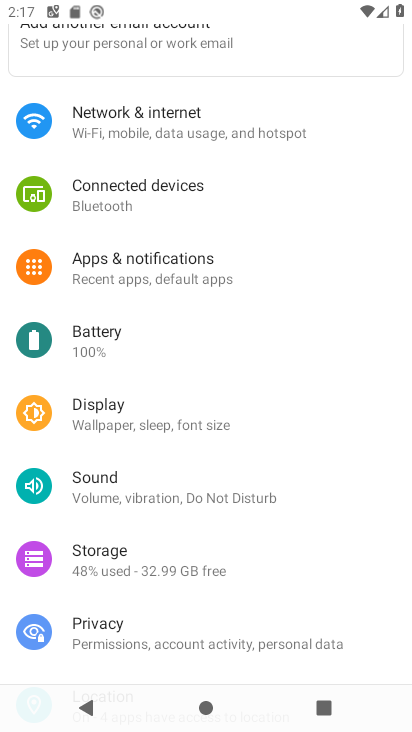 2:17
Add another email account
Set up your personal or work email
Network & internet
Wi-Fi, mobile, data usage, and hotspot
Connected devices
Bluetooth
Apps & notifications
Recent apps, default apps
Battery
100%
Display
Wallpaper, sleep, font size
Sound
Volume, vibration, Do Not Disturb
Storage
48% used - 32.99 GB free
Privacy
Permissions, account activity, personal data
Location
On - 4 apps have access to location